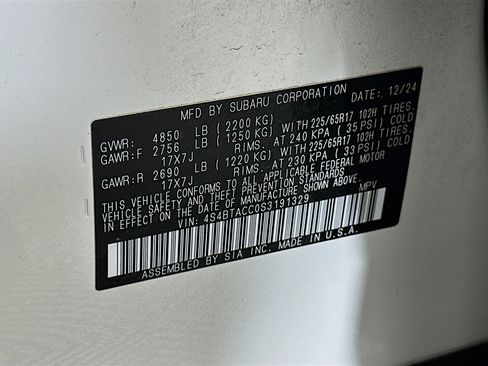 MFD BY SUBARU CORPORATION DATE: 12/24
GVWR: 4850 LB ( 2200 KG)
GAWR:F 2756 LB ( 1250 KG) WITH 225/65R17 102H TIRES,
17X7J RIMS. AT 240 KPA ( 35 PSI) COLD
GAWR:R 2690 LB ( 1220 KG) WITH 225/65R17 102H TIRES,
17X7J RIMS. AT 230 KPA ( 33 PSI) COLD
THIS VEHICLE CONFORMS TO ALL APPLICABLE FEDERAL MOTOR
VEHICLE SAFETY AND THEFT PREVENTION STANDARDS
IN EFFECT ON THE DATE OF MANUFACTURE SHOWN ABOVE.
VIN: 4S4BTACC0S3191329 MPV
ASSEMBLED BY SIA INC. MADE IN U.S.A.